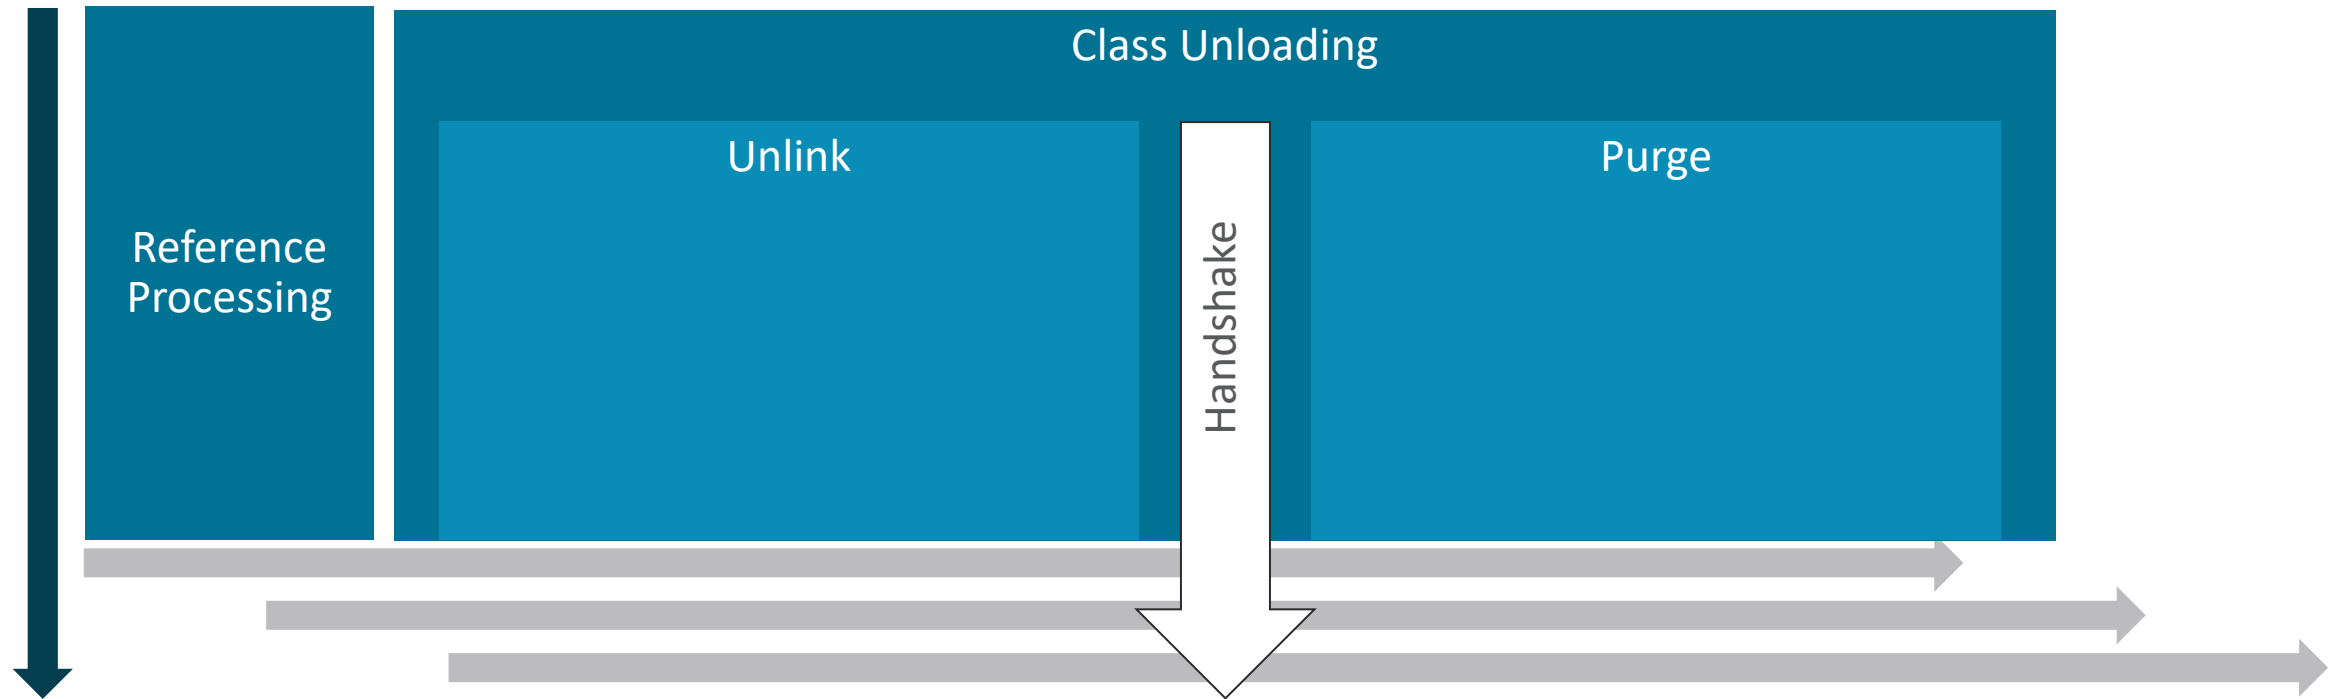 Class Unloading
Unlink
Purge
Reference
Processing
Handshake